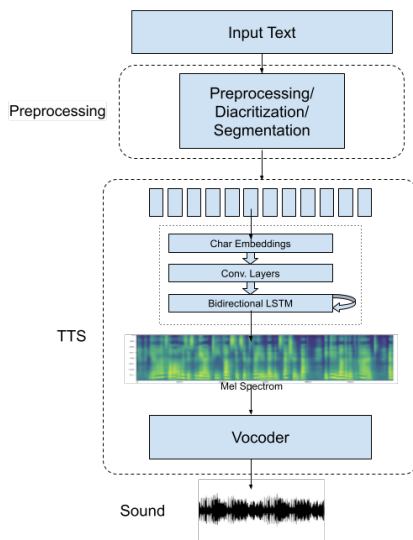 Input Text
Preprocessing
Preprocessing/
Diacritization/
Segmentation
Char Embeddings
Conv. Layers
Bidirectional LSTM
TTS
Mel Spectrom
Vocoder
Sound